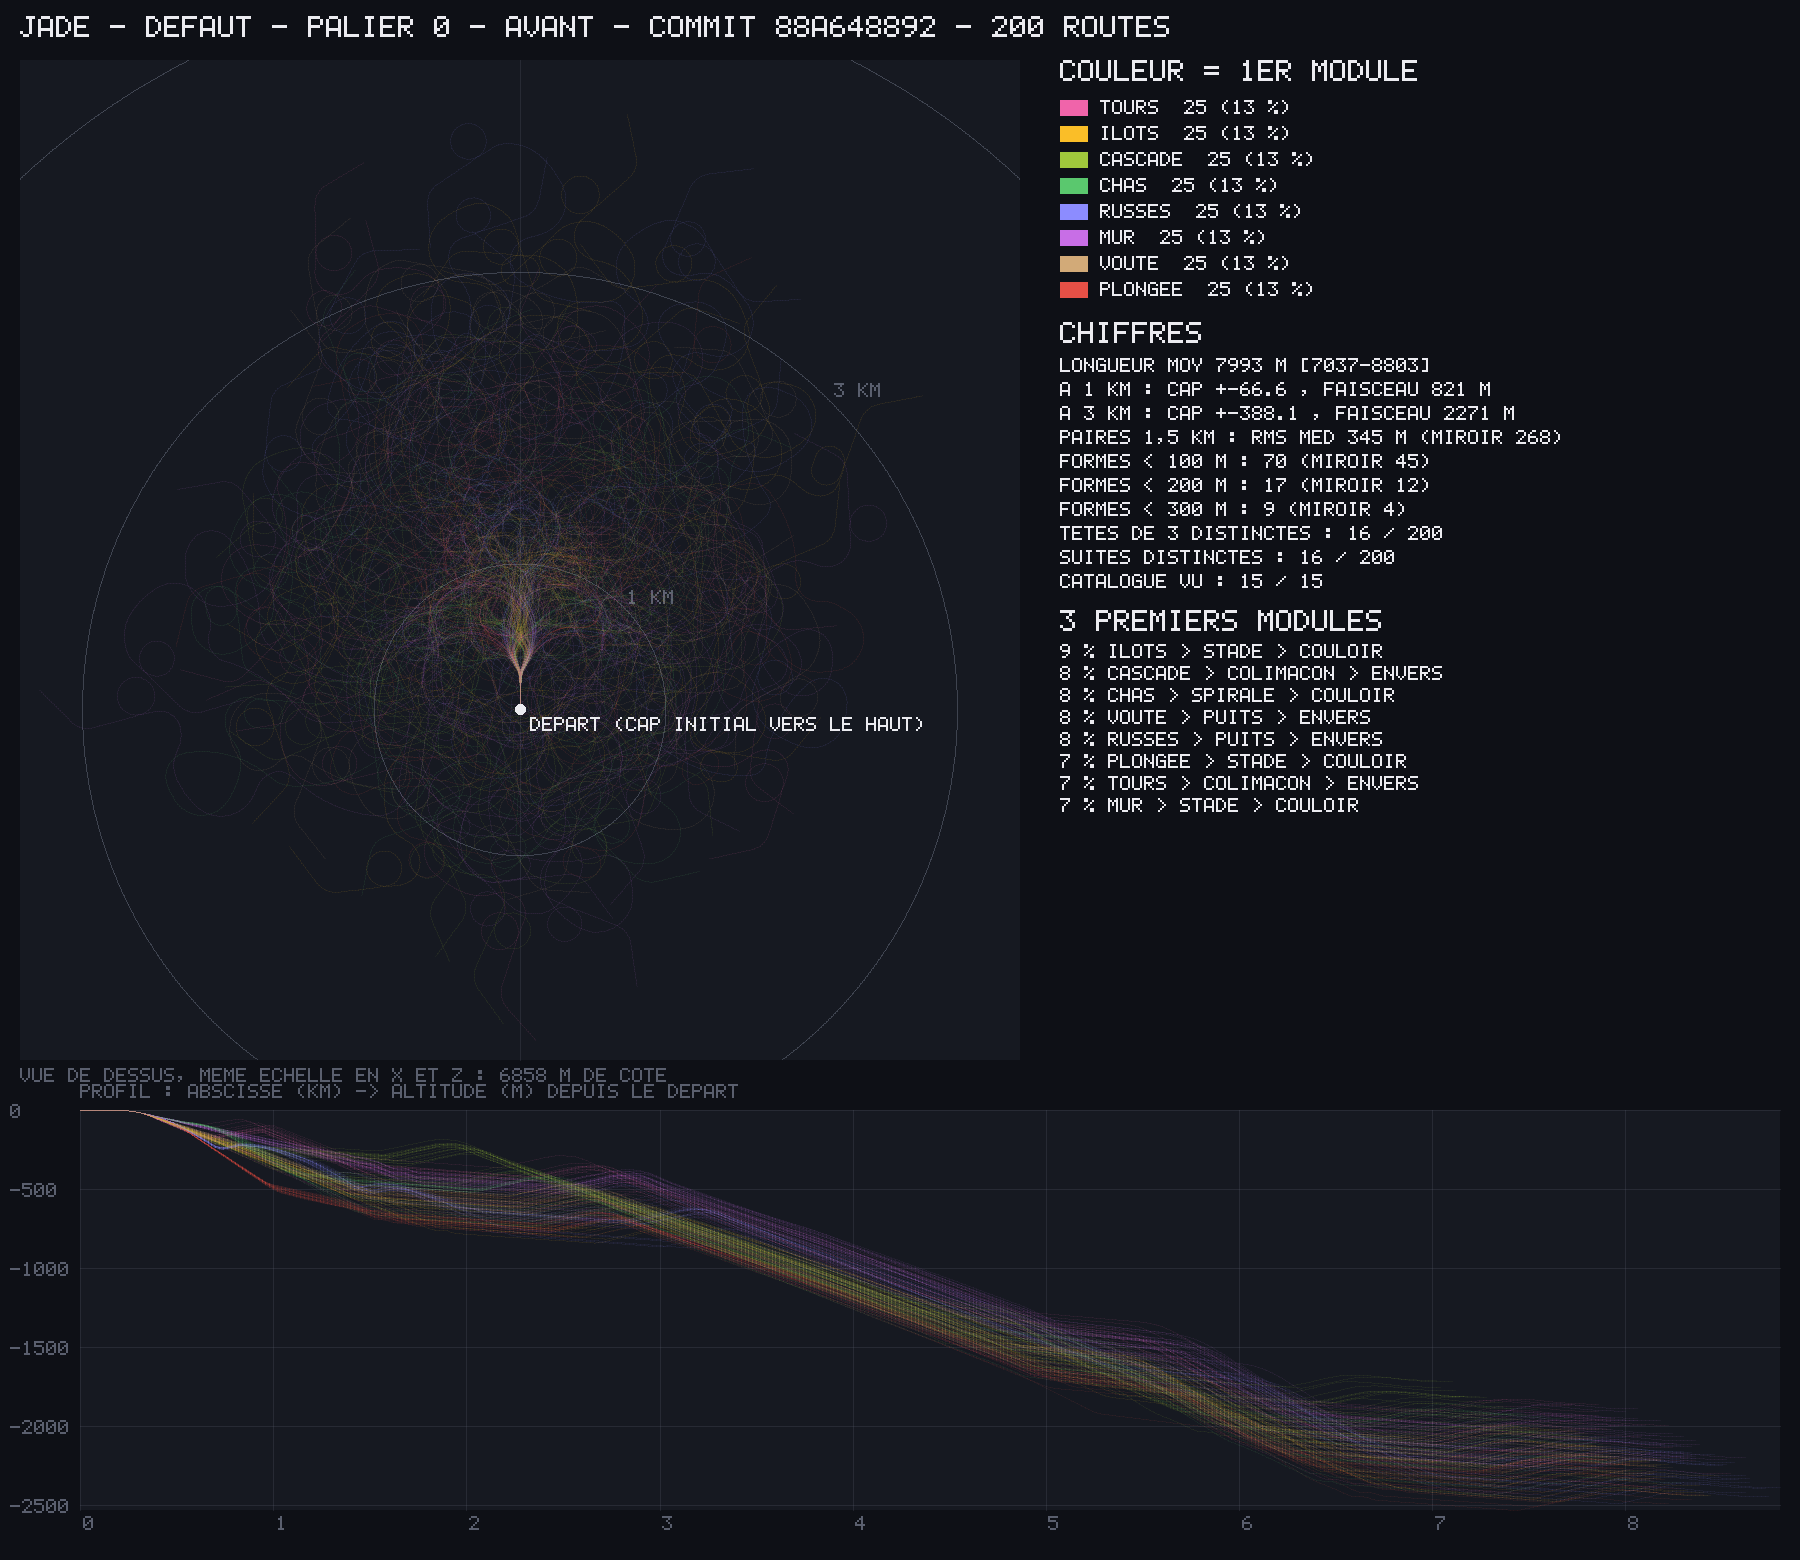 JADE - DEFAUT - PALIER 0 - AVANT - COMMIT 88A648892 - 200 ROUTES
COULEUR = 1ER MODULE
TOURS 25 (13 %)
ILOTS 25 (13 %)
CASCADE 25 (13 %)
CHAS 25 (13 %)
RUSSES 25 (13 %)
MUR 25 (13 %)
VOUTE 25 (13 %)
PLONGEE 25 (13 %)
CHIFFRES
LONGUEUR MOY 7993 M [7037-8803]
A 1 KM : CAP +-66.6 , FAISCEAU 821 M
A 3 KM : CAP +-388.1 , FAISCEAU 2271 M
PAIRES 1,5 KM : RMS MED 345 M (MIROIR 268)
FORMES < 100 M : 70 (MIROIR 45)
FORMES < 200 M : 17 (MIROIR 12)
FORMES < 300 M : 9 (MIROIR 4)
TETES DE 3 DISTINCTES : 16 / 200
SUITES DISTINCTES : 16 / 200
CATALOGUE VU : 15 / 15
3 PREMIERS MODULES
9 % ILOTS > STADE > COULOIR
8 % CASCADE > COLIMACON > ENVERS
8 % CHAS > SPIRALE > COULOIR
8 % VOUTE > PUITS > ENVERS
8 % RUSSES > PUITS > ENVERS
7 % PLONGEE > STADE > COULOIR
7 % TOURS > COLIMACON > ENVERS
7 % MUR > STADE > COULOIR
3 KM
1 KM
DEPART (CAP INITIAL VERS LE HAUT)
VUE DE DESSUS, MEME ECHELLE EN X ET Z : 6858 M DE COTE
PROFIL : ABSCISSE (KM) -> ALTITUDE (M) DEPUIS LE DEPART
0
-500
-1000
-1500
-2000
-2500
0 1 2 3 4 5 6 7 8